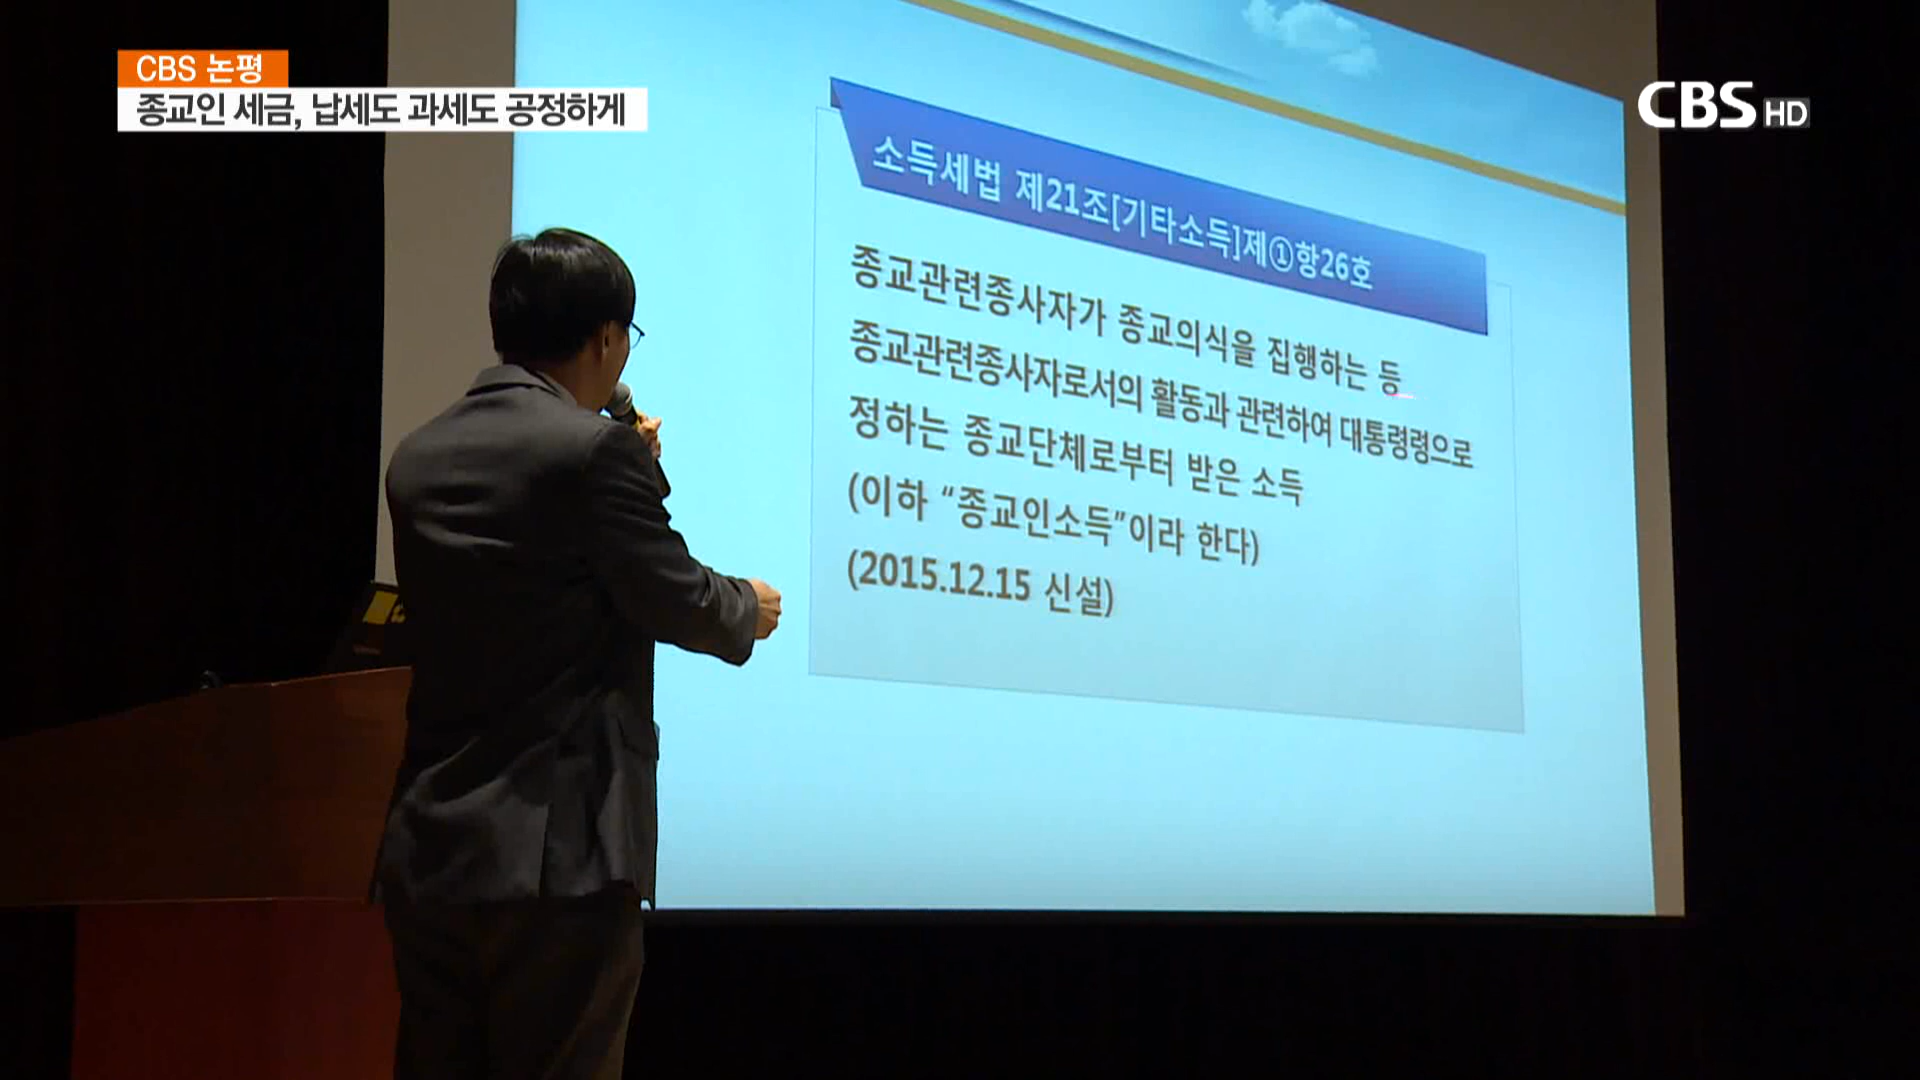 CBS 논평
종교인 세금, 납세도 과세도 공정하게
CBS HD
소득세법 제21조[기타소득]제①항26호
종교관련종사자가 종교의식을 집행하는 등
종교관련종사자로서의 활동과 관련하여 대통령령으로
정하는 종교단체로부터 받은 소득
(이하 “종교인소득”이라 한다)
(2015.12.15 신설)